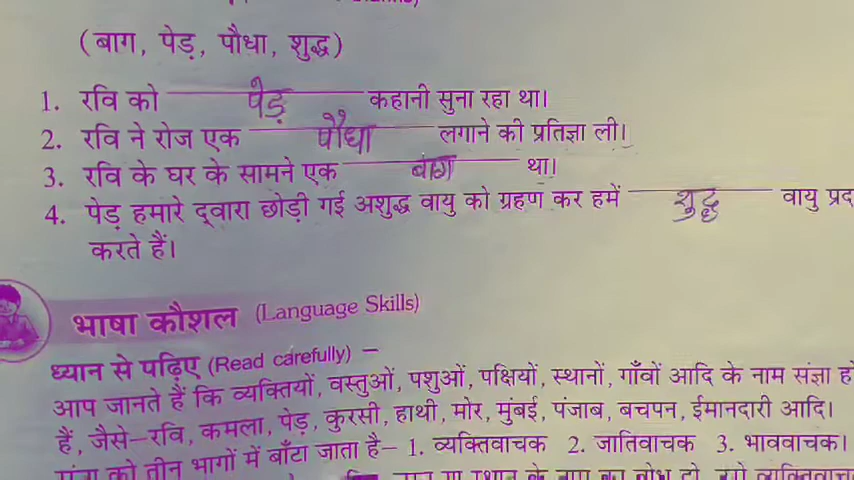 (बाग, पेड़, पौधा, शुद्ध)
1. रवि को पेड़ कहानी सुना रहा था।
2. रवि ने रोज एक पौधा लगाने की प्रतिज्ञा ली।
3. रवि के घर के सामने एक बाग था।
4. पेड़ हमारे द्वारा छोड़ी गई अशुद्ध वायु को ग्रहण कर हमें शुद्ध वायु प्रद
करते हैं।
भाषा कौशल (Language Skills)
ध्यान से पढ़िए (Read carefully) –
आप जानते हैं कि व्यक्तियों, वस्तुओं, पशुओं, पक्षियों, स्थानों, गाँवों आदि के नाम संज्ञा हो
हैं, जैसे–रवि, कमला, पेड़, कुरसी, हाथी, मोर, मुंबई, पंजाब, बचपन, ईमानदारी आदि।
को तीन भागों में बाँटा जाता है– 1. व्यक्तिवाचक 2. जातिवाचक 3. भाववाचक।